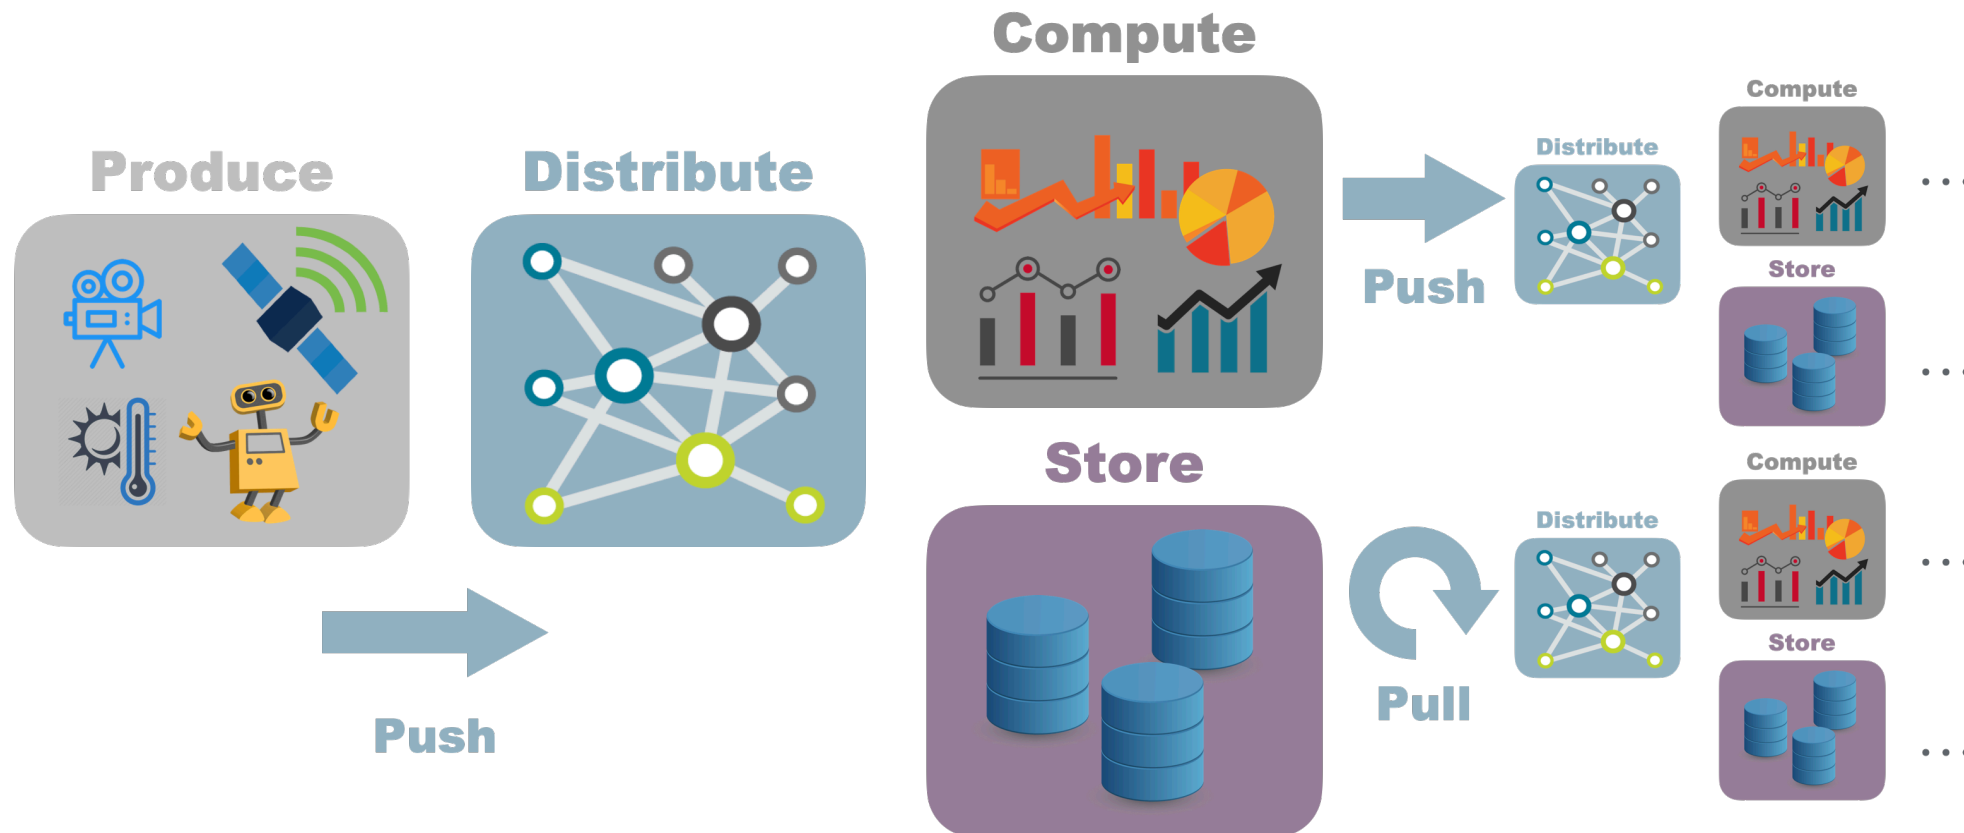 Produce
Push
Distribute
Compute
Store
Push
Distribute
Compute
...
Store
...
Pull
Distribute
Compute
...
Store
...